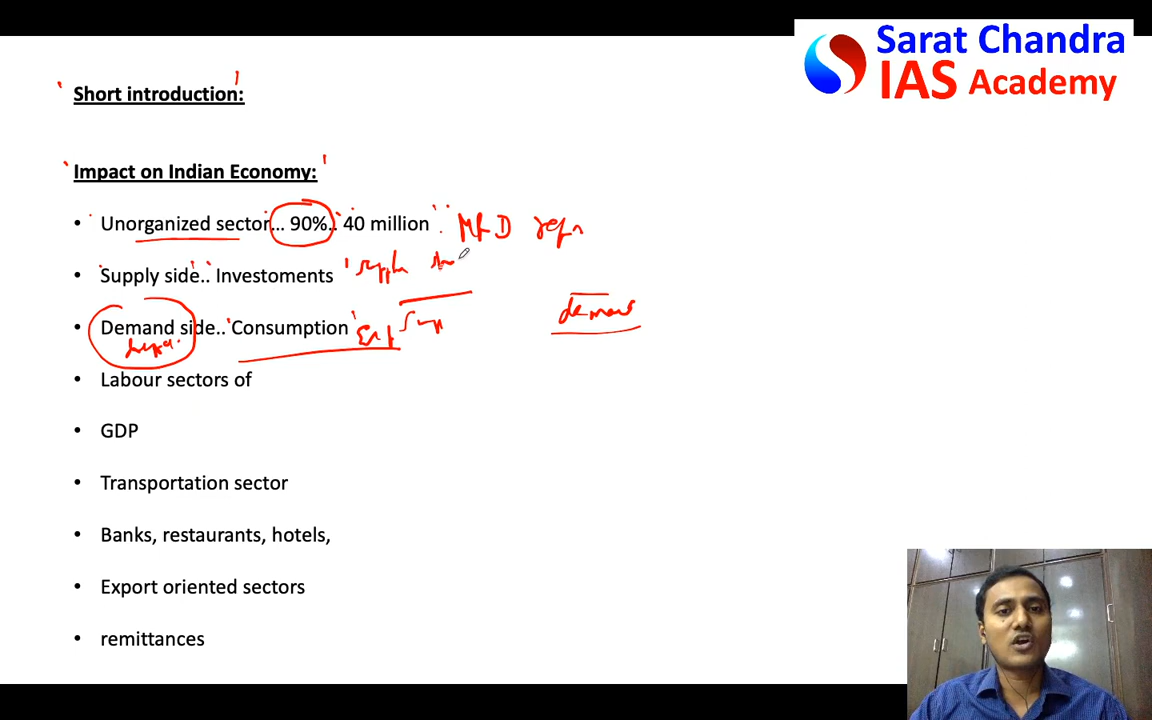 Sarat Chandra
IAS Academy
Short introduction:
Impact on Indian Economy:
• Unorganized sector... 90%.. 40 million
• Supply side.. Investoments
• Demand side.. Consumption
• Labour sectors of
• GDP
• Transportation sector
• Banks, restaurants, hotels,
• Export oriented sectors
• remittances